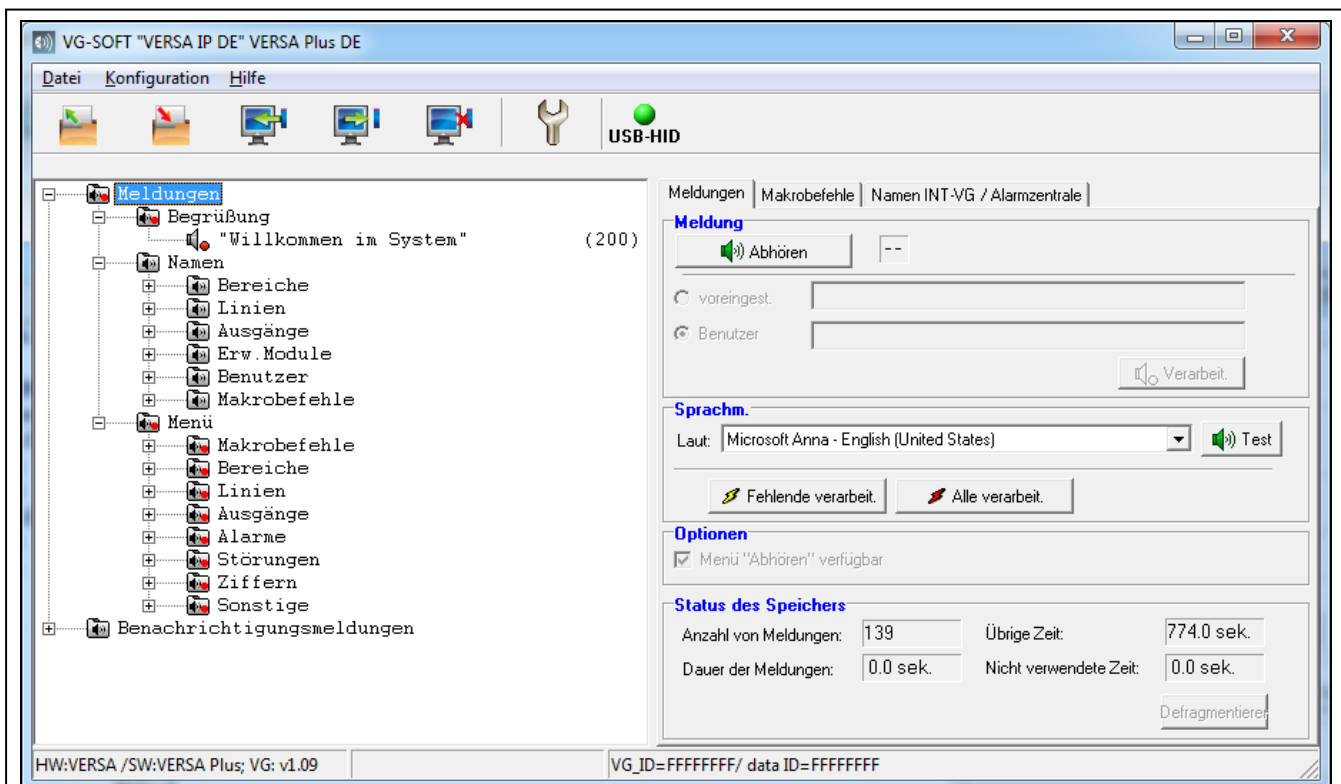 VG-SOFT "VERSA IP DE" VERSA Plus DE
Datei Konfiguration Hilfe
USB-HID
Meldungen
Begrüßung
"Willkommen im System" (200)
Namen
Bereiche
Linien
Ausgänge
Erw.Module
Benutzer
Makrobefehle
Menü
Makrobefehle
Bereiche
Linien
Ausgänge
Alarme
Störungen
Ziffern
Sonstige
Benachrichtigungsmeldungen
Meldungen Makrobefehle Namen INT-VG / Alarmzentrale
Meldung
Abhören --
voreingest.
Benutzer
Verarbeit.
Sprachm.
Laut: Microsoft Anna - English (United States) Test
Fehlende verarbeit. Alle verarbeit.
Optionen
Menü "Abhören" verfügbar
Status des Speichers
Anzahl von Meldungen: 139 Übrige Zeit: 774.0 sek.
Dauer der Meldungen: 0.0 sek. Nicht verwendete Zeit: 0.0 sek.
Defragmentierer
HW:VERSA /SW:VERSA Plus; VG: v1.09 VG_ID=FFFFFFFF/ data ID=FFFFFFFF